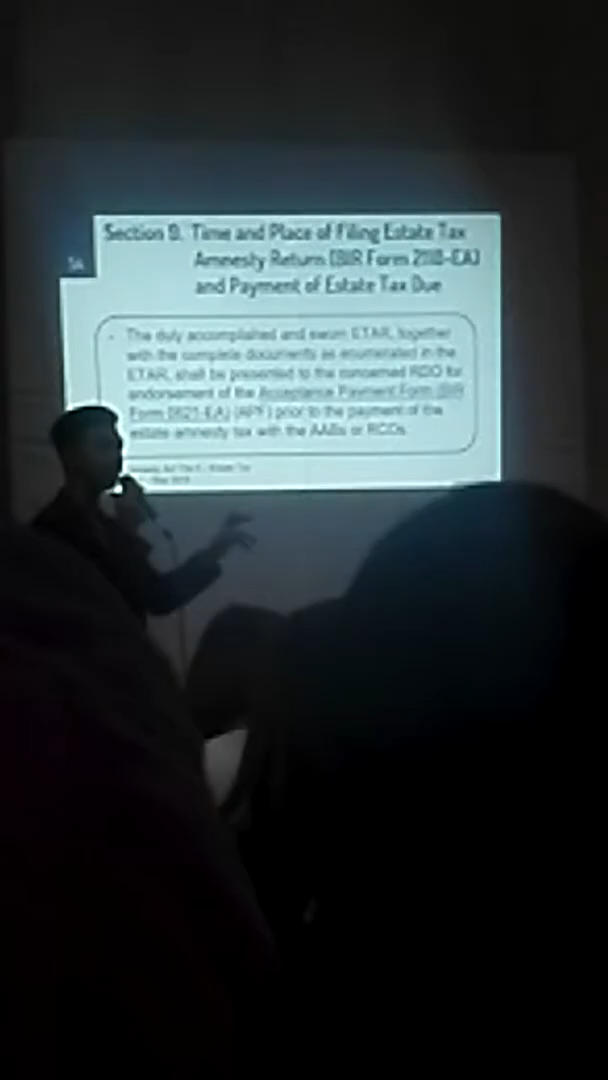 Section 9. Time and Place of Filing Estate Tax
Amnesty Return (BIR Form 2118-EA)
and Payment of Estate Tax Due
- The duly accomplished and sworn ETAR, together
with the complete documents as enumerated in the
ETAR, shall be presented to the concerned RDO for
endorsement of the Acceptance Payment Form (BIR
Form 0621-EA) (APF) prior to the payment of the
estate amnesty tax with the AABs or RCOs.